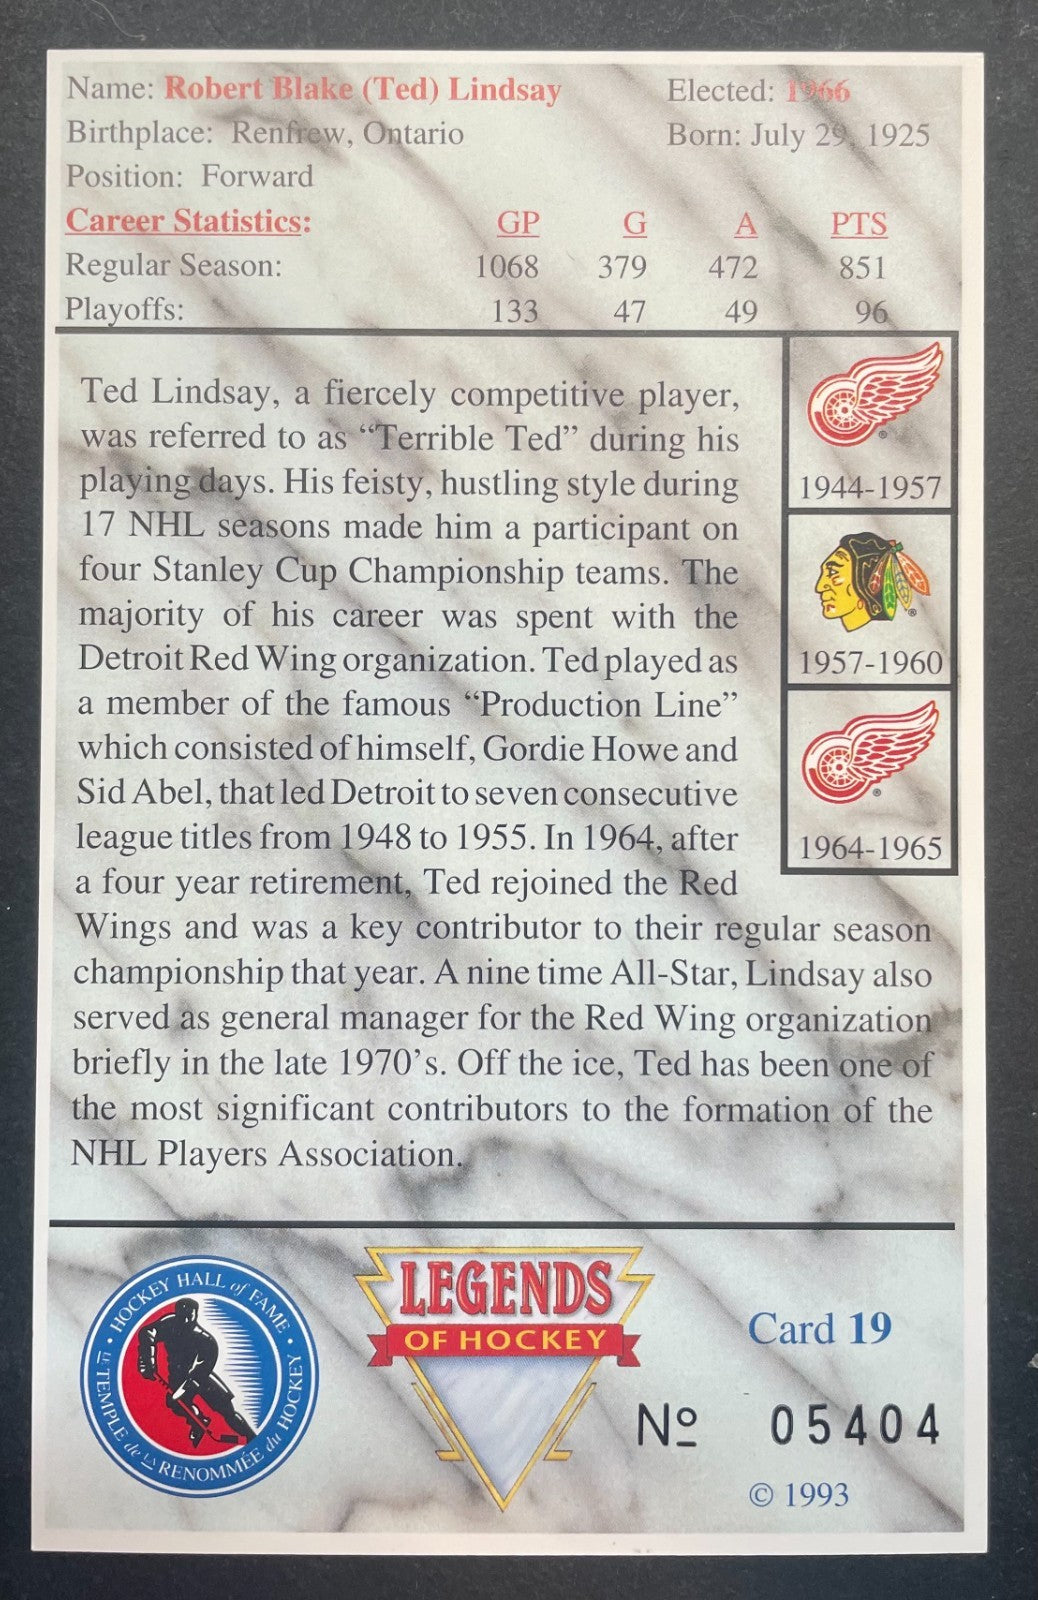 Name: Robert Blake (Ted) Lindsay Elected: 1966
Birthplace: Renfrew, Ontario Born: July 29, 1925
Position: Forward
Career Statistics: GP G A PTS
Regular Season: 1068 379 472 851
Playoffs: 133 47 49 96
Ted Lindsay, a fiercely competitive player,
was referred to as “Terrible Ted” during his
playing days. His feisty, hustling style during
17 NHL seasons made him a participant on
four Stanley Cup Championship teams. The
majority of his career was spent with the
Detroit Red Wing organization. Ted played as
a member of the famous “Production Line”
which consisted of himself, Gordie Howe and
Sid Abel, that led Detroit to seven consecutive
league titles from 1948 to 1955. In 1964, after
a four year retirement, Ted rejoined the Red
Wings and was a key contributor to their regular season
championship that year. A nine time All-Star, Lindsay also
served as general manager for the Red Wing organization
briefly in the late 1970’s. Off the ice, Ted has been one of
the most significant contributors to the formation of the
NHL Players Association.
®
1944-1957
®
1957-1960
®
1964-1965
HOCKEY HALL of FAME
LE TEMPLE de LA RENOMMÉE du HOCKEY
LEGENDS
OF HOCKEY
Card 19
Nº 05404
© 1993